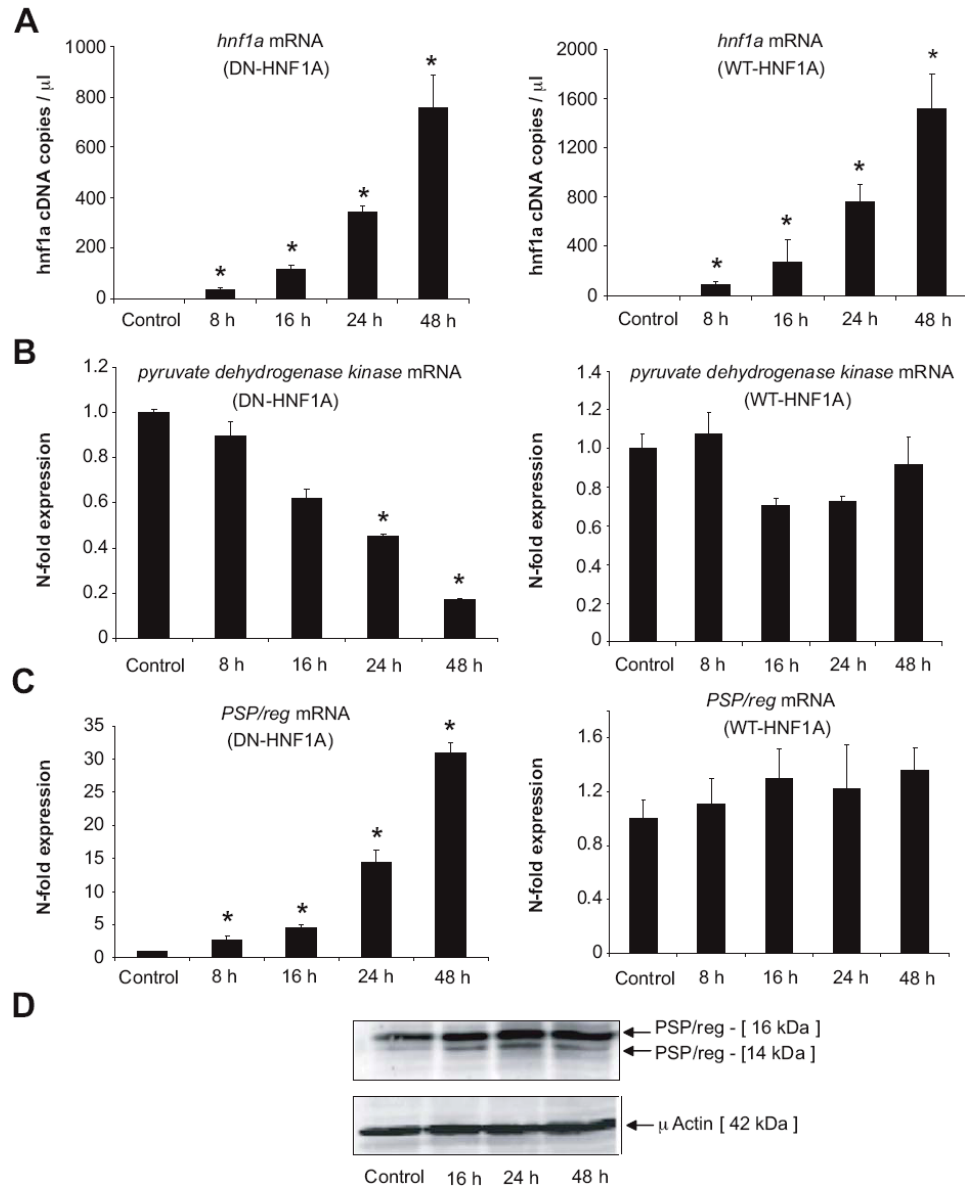 A
hnf1a mRNA
(DN-HNF1A)
hnf1a cDNA copies / µl
1000
800
600
400
200
0
*
*
*
*
Control 8 h 16 h 24 h 48 h
hnf1a mRNA
(WT-HNF1A)
hnf1a cDNA copies / µl
2000
1600
1200
800
400
0
*
*
*
*
Control 8 h 16 h 24 h 48 h
B
pyruvate dehydrogenase kinase mRNA
(DN-HNF1A)
N-fold expression
1.2
1.0
0.8
0.6
0.4
0.2
0
*
*
Control 8 h 16 h 24 h 48 h
pyruvate dehydrogenase kinase mRNA
(WT-HNF1A)
N-fold expression
1.4
1.2
1.0
0.8
0.6
0.4
0.2
0
Control 8 h 16 h 24 h 48 h
C
PSP/reg mRNA
(DN-HNF1A)
N-fold expression
35
30
25
20
15
10
5
0
*
*
*
*
Control 8 h 16 h 24 h 48 h
PSP/reg mRNA
(WT-HNF1A)
N-fold expression
1.6
1.2
0.8
0.4
0
Control 8 h 16 h 24 h 48 h
D
PSP/reg - [ 16 kDa ]
PSP/reg - [14 kDa ]
µ Actin [ 42 kDa ]
Control 16 h 24 h 48 h